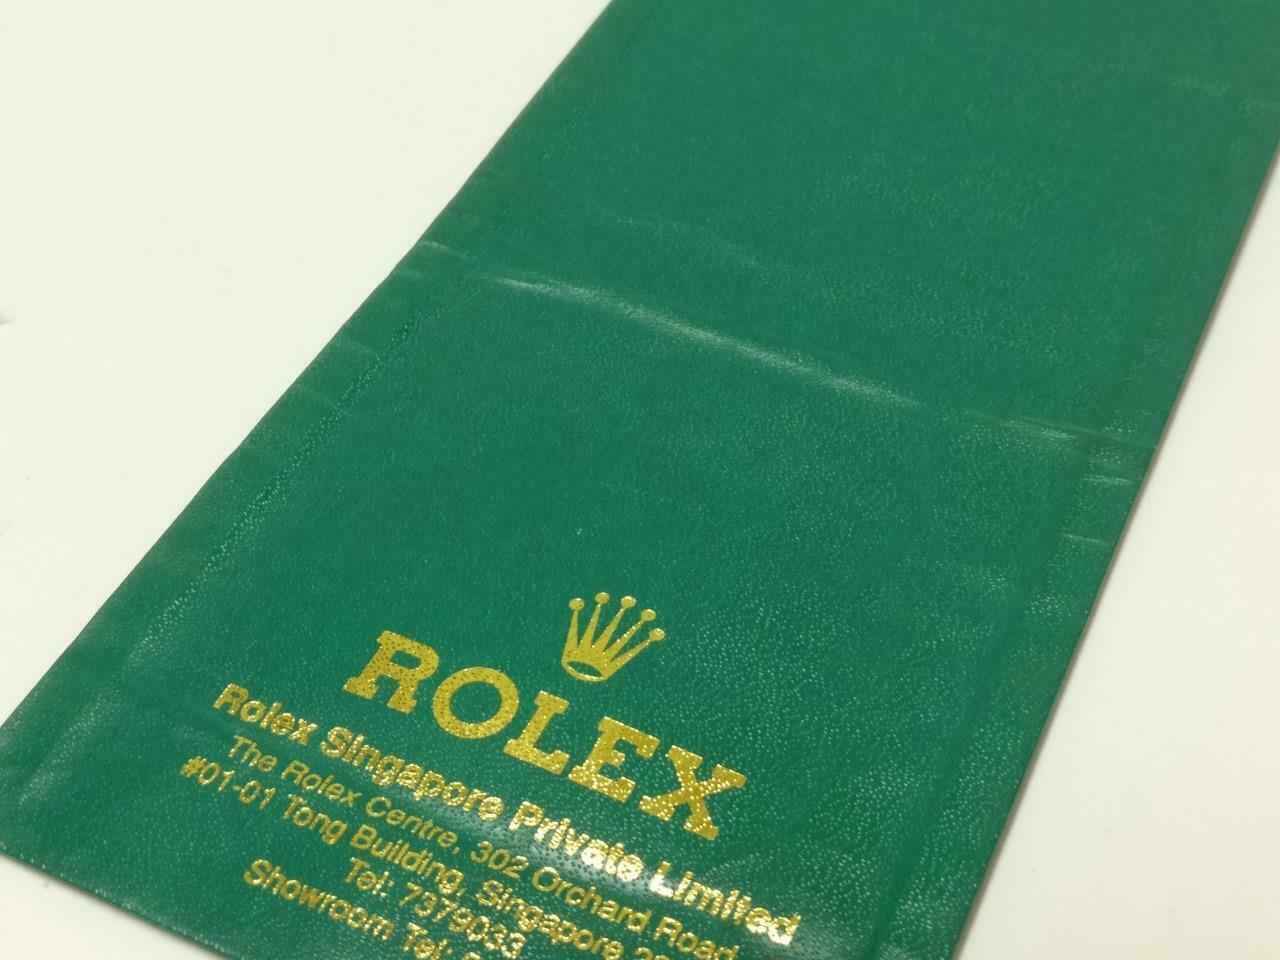 ROLEX
Rolex Singapore Private Limited
The Rolex Centre, 302 Orchard Road
#01-01 Tong Building, Singapore
Tel: 7379033
Showroom Tel: